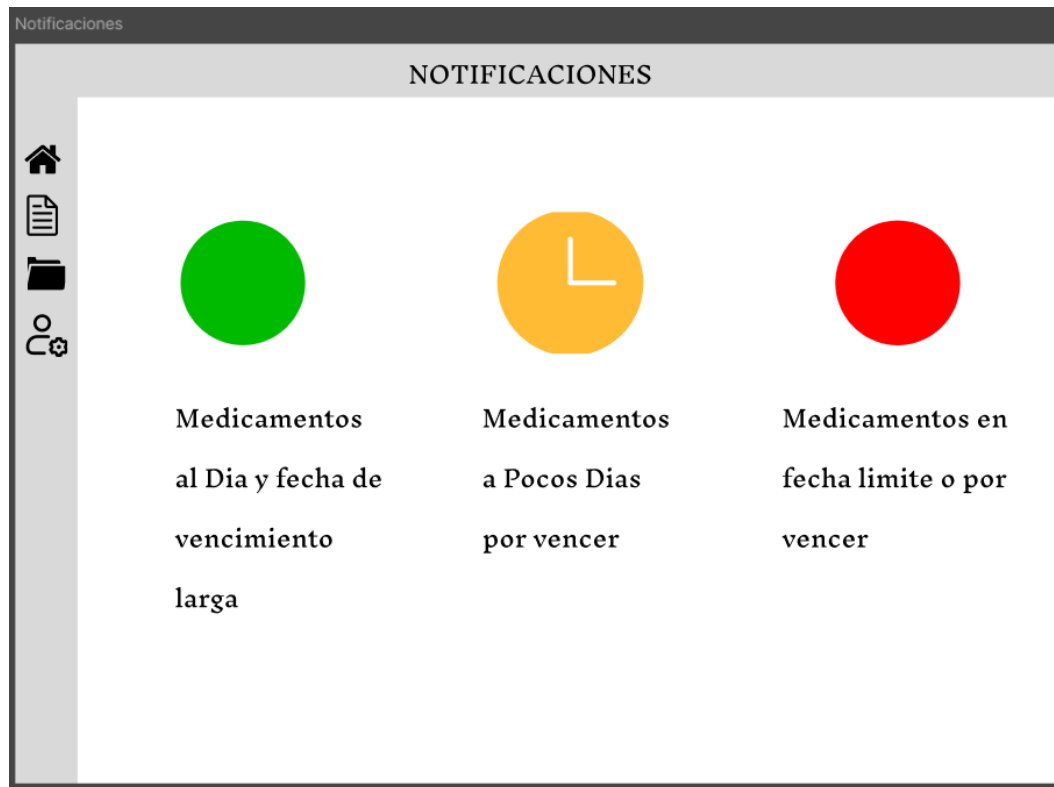 Notificaciones
NOTIFICACIONES
Medicamentos
al Dia y fecha de
vencimiento
larga
Medicamentos
a Pocos Dias
por vencer
Medicamentos en
fecha limite o por
vencer